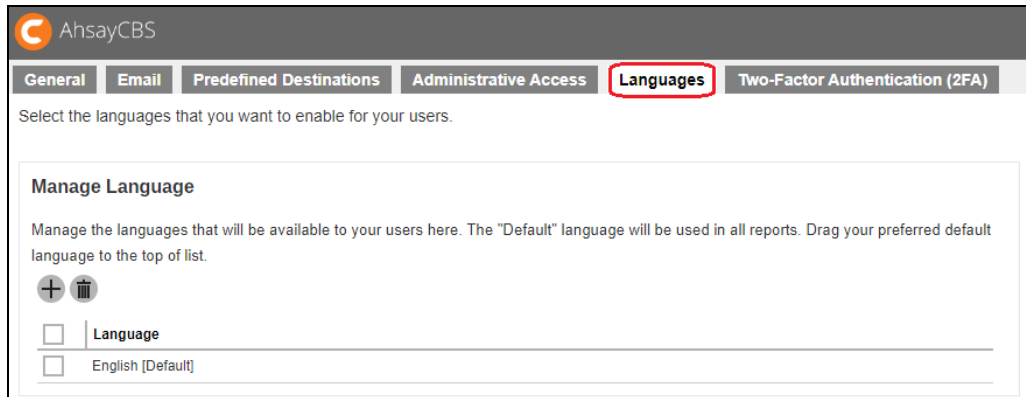 AhsayCBS
General Email Predefined Destinations Administrative Access Languages Two-Factor Authentication (2FA)
Select the languages that you want to enable for your users.
Manage Language
Manage the languages that will be available to your users here. The "Default" language will be used in all reports. Drag your preferred default
language to the top of list.
Language
English [Default]